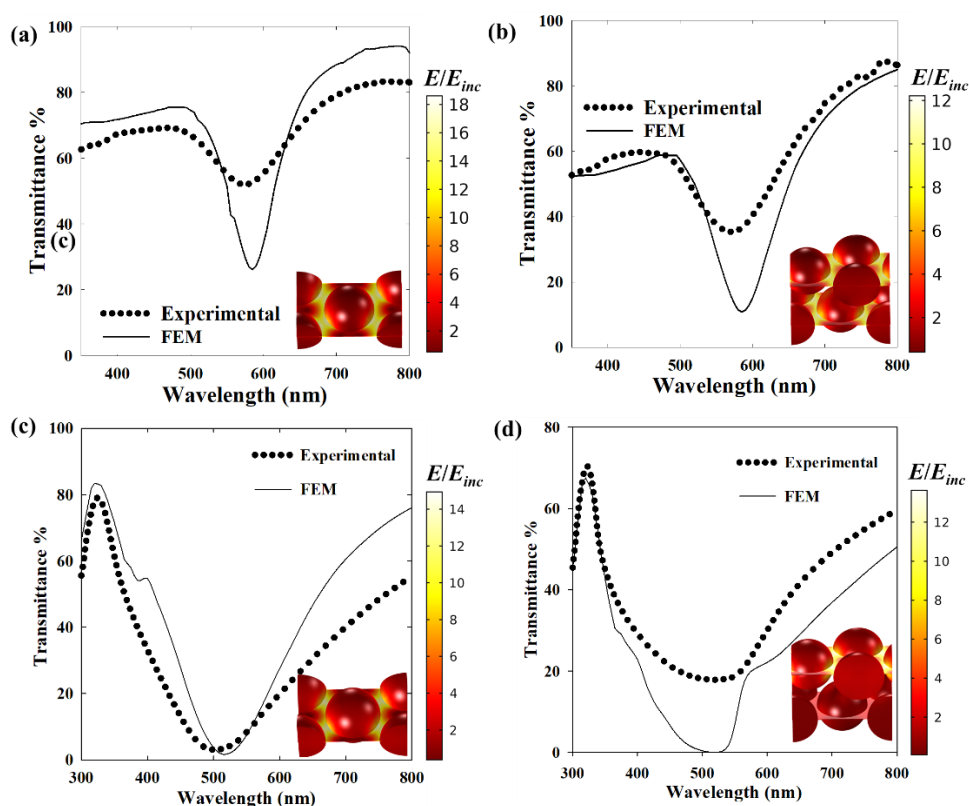 (a)
100
80
60
40
20
0
Transmittance %
(c)
Experimental
FEM
400 500 600 700 800
Wavelength (nm)
E/Einc
18
16
14
12
10
8
6
4
2
(b)
100
80
60
40
20
0
Transmittance %
Experimental
FEM
400 500 600 700 800
Wavelength (nm)
E/Einc
12
10
8
6
4
2
(c)
100
80
60
40
20
0
Transmittance %
Experimental
FEM
300 400 500 600 700 800
Wavelength (nm)
E/Einc
14
12
10
8
6
4
2
(d)
80
60
40
20
0
Transmittance %
Experimental
FEM
300 400 500 600 700 800
Wavelength (nm)
E/Einc
12
10
8
6
4
2